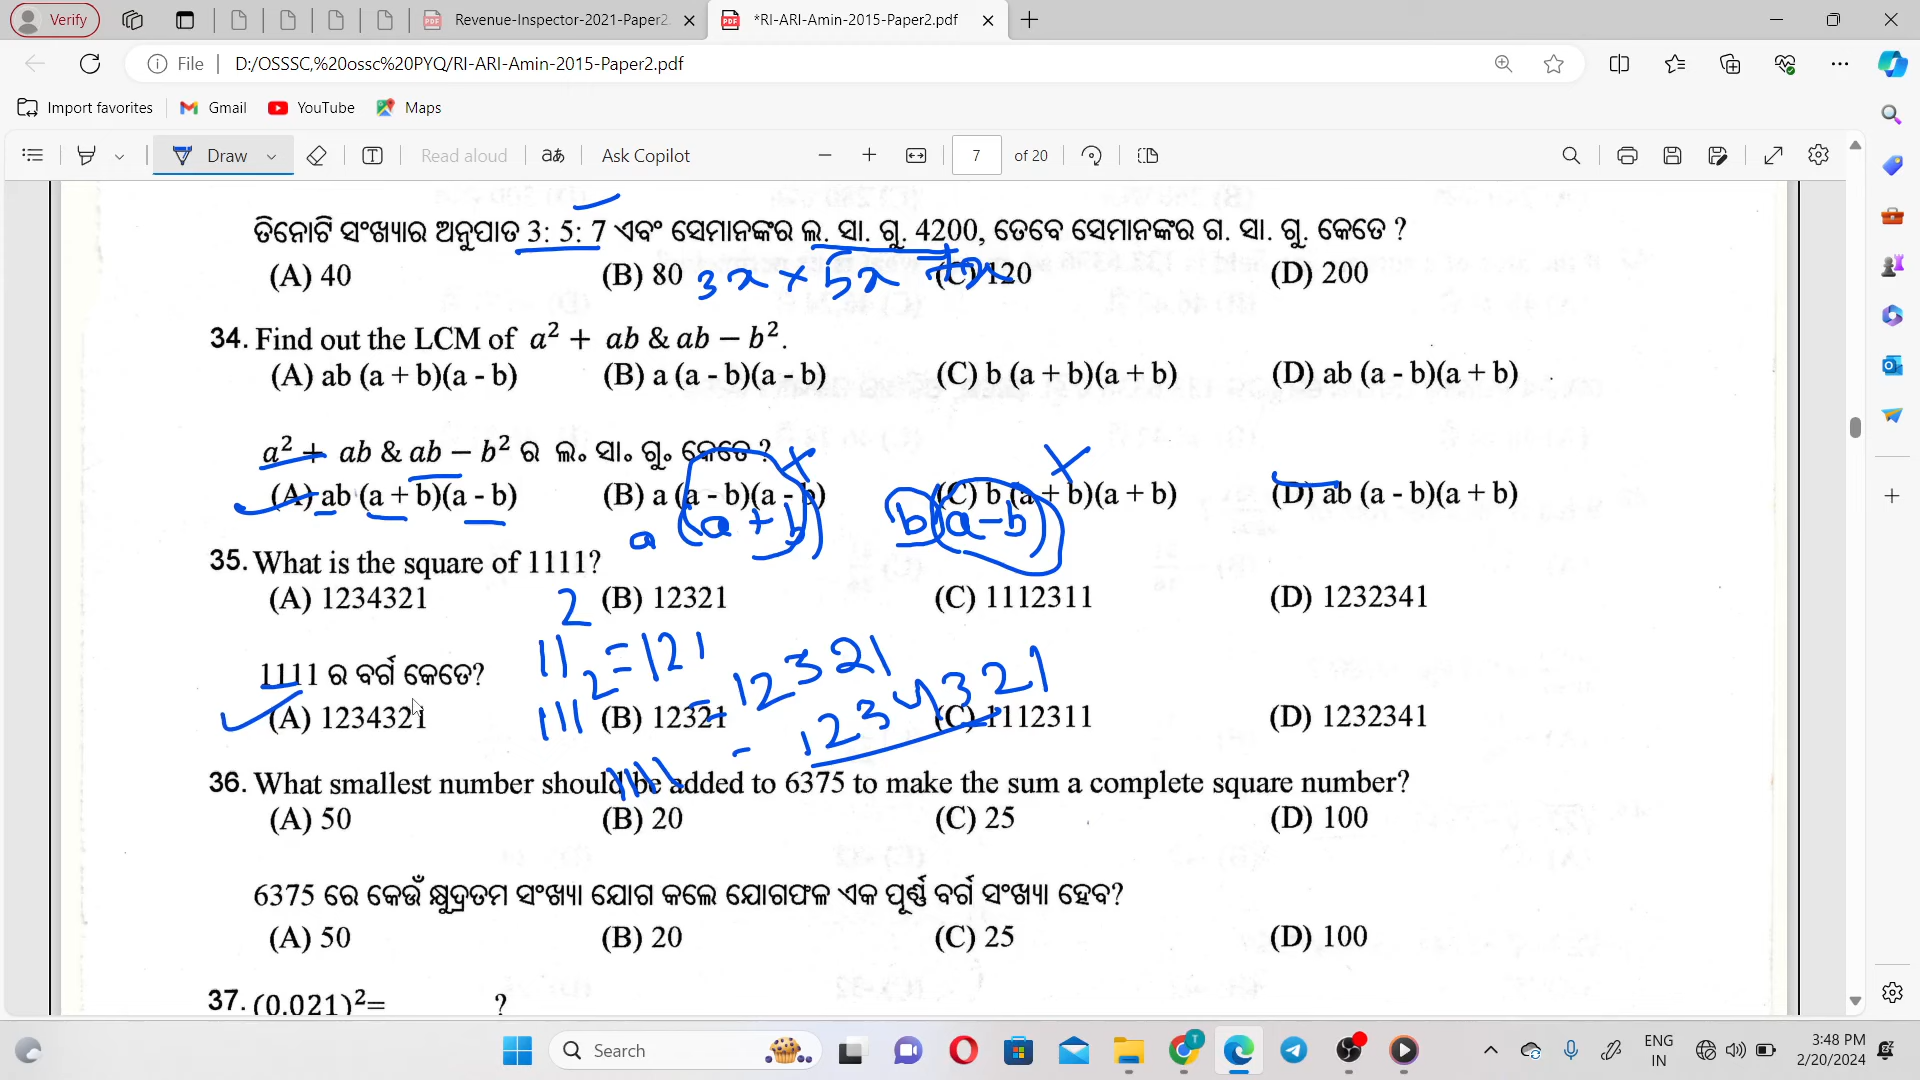 Verify
Revenue-Inspector-2021-Paper2
*RI-ARI-Amin-2015-Paper2.pdf
File
D:/OSSSC,%20ossc%20PYQ/RI-ARI-Amin-2015-Paper2.pdf
Import favorites
Gmail
YouTube
Maps
Draw
Read aloud
aあ
Ask Copilot
7
of 20
ତିନୋଟି ସଂଖ୍ୟାର ଅନୁପାତ 3: 5: 7 ଏବଂ ସେମାନଙ୍କର ଲ. ସା. ଗୁ. 4200, ତେବେ ସେମାନଙ୍କର ଗ. ସା. ଗୁ. କେତେ ?
(A) 40 (B) 80 (C) 120 (D) 200
3x × 5x 7x
34. Find out the LCM of a² + ab & ab − b².
(A) ab (a + b)(a - b) (B) a (a - b)(a - b) (C) b (a + b)(a + b) (D) ab (a - b)(a + b)
a² + ab & ab − b² ର ଲ॰ ସା॰ ଗୁ॰ କେତେ ?
(A) ab (a + b)(a - b) (B) a (a - b)(a - b) (C) b (a + b)(a + b) (D) ab (a - b)(a + b)
a (a + b) b (a − b)
35. What is the square of 1111?
(A) 1234321 (B) 12321 (C) 1112311 (D) 1232341
11² = 121
1111 ର ବର୍ଗ କେତେ?
111² = 12321
(A) 1234321 (B) 12321 (C) 1112311 (D) 1232341
1111 = 1234321
36. What smallest number should be added to 6375 to make the sum a complete square number?
(A) 50 (B) 20 (C) 25 (D) 100
6375 ରେ କେଉଁ କ୍ଷୁଦ୍ରତମ ସଂଖ୍ୟା ଯୋଗ କଲେ ଯୋଗଫଳ ଏକ ପୂର୍ଣ୍ଣ ବର୍ଗ ସଂଖ୍ୟା ହେବ?
(A) 50 (B) 20 (C) 25 (D) 100
37. (0.021)²= ?
Search
ENG
IN
3:48 PM
2/20/2024